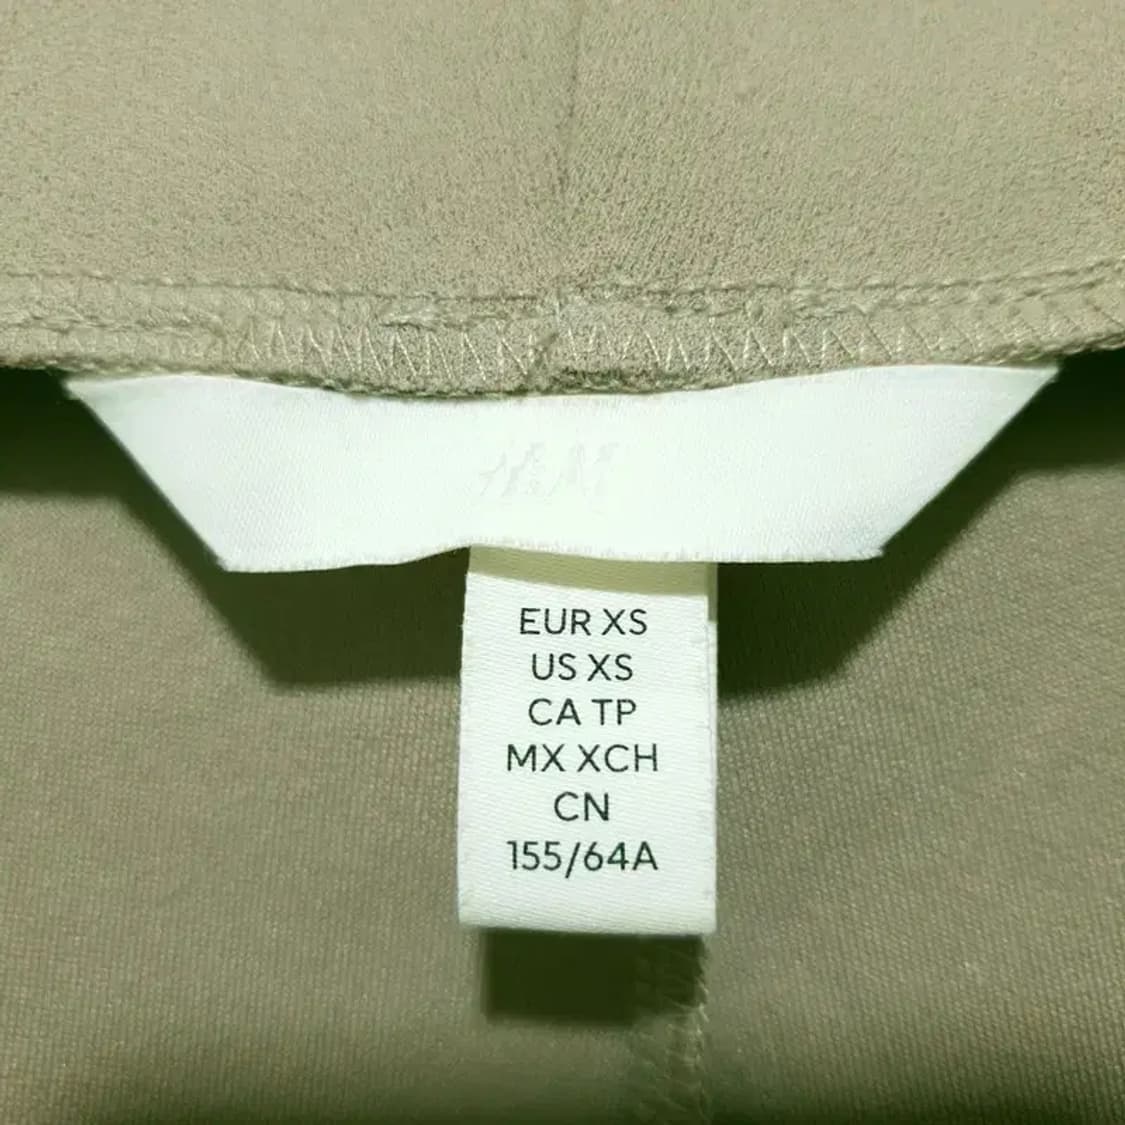 H&M
EUR XS
US XS
CA TP
MX XCH
CN
155/64A